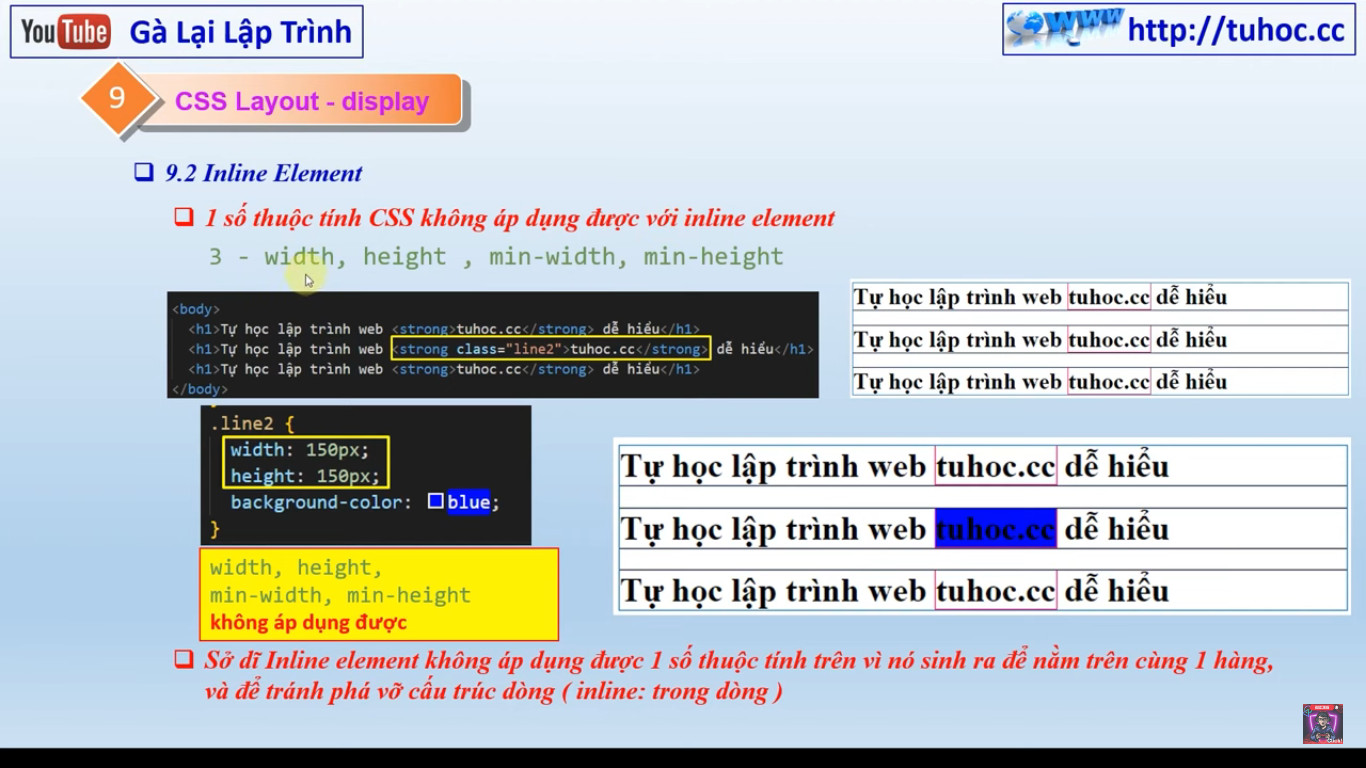 YouTube Gà Lại Lập Trình
www http://tuhoc.cc
9
CSS Layout - display
9.2 Inline Element
1 số thuộc tính CSS không áp dụng được với inline element
3 - width, height , min-width, min-height
<body>
<h1>Tự học lập trình web <strong>tuhoc.cc</strong> dễ hiểu</h1>
<h1>Tự học lập trình web <strong class="line2">tuhoc.cc</strong> dễ hiểu</h1>
<h1>Tự học lập trình web <strong>tuhoc.cc</strong> dễ hiểu</h1>
</body>
Tự học lập trình web tuhoc.cc dễ hiểu
Tự học lập trình web tuhoc.cc dễ hiểu
Tự học lập trình web tuhoc.cc dễ hiểu
.line2 {
width: 150px;
height: 150px;
background-color: blue;
}
Tự học lập trình web tuhoc.cc dễ hiểu
Tự học lập trình web tuhoc.cc dễ hiểu
Tự học lập trình web tuhoc.cc dễ hiểu
width, height,
min-width, min-height
không áp dụng được
Sở dĩ Inline element không áp dụng được 1 số thuộc tính trên vì nó sinh ra để nằm trên cùng 1 hàng,
và để tránh phá vỡ cấu trúc dòng ( inline: trong dòng )